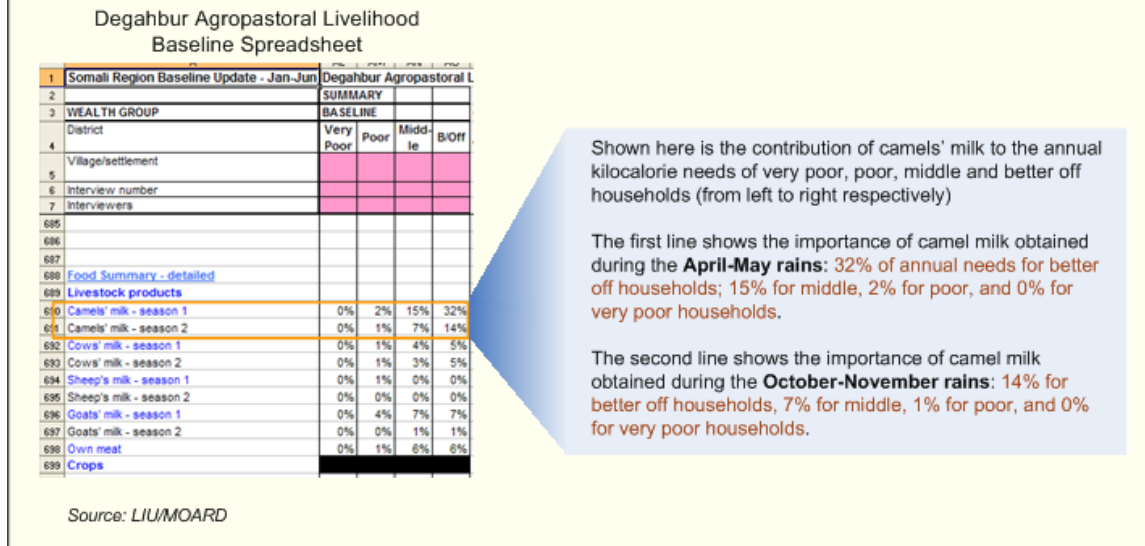 Degahbur Agropastoral Livelihood
Baseline Spreadsheet
1 Somali Region Baseline Update - Jan-Jun Degahbur Agropastoral L
2 SUMMARY
3 WEALTH GROUP BASELINE
4 District Very Poor Poor Midd-le B/Off
5 Village/settlement
6 Interview number
7 Interviewers
685
686
687
688 Food Summary - detailed
689 Livestock products
690 Camels' milk - season 1 0% 2% 15% 32%
691 Camels' milk - season 2 0% 1% 7% 14%
692 Cows' milk - season 1 0% 1% 4% 5%
693 Cows' milk - season 2 0% 1% 3% 5%
694 Sheep's milk - season 1 0% 1% 0% 0%
695 Sheep's milk - season 2 0% 0% 0% 0%
696 Goats' milk - season 1 0% 4% 7% 7%
697 Goats' milk - season 2 0% 0% 1% 1%
698 Own meat 0% 1% 6% 6%
699 Crops
Source: LIU/MOARD
Shown here is the contribution of camels' milk to the annual
kilocalorie needs of very poor, poor, middle and better off
households (from left to right respectively)
The first line shows the importance of camel milk obtained
during the April-May rains: 32% of annual needs for better
off households; 15% for middle, 2% for poor, and 0% for
very poor households.
The second line shows the importance of camel milk
obtained during the October-November rains: 14% for
better off households, 7% for middle, 1% for poor, and 0%
for very poor households.